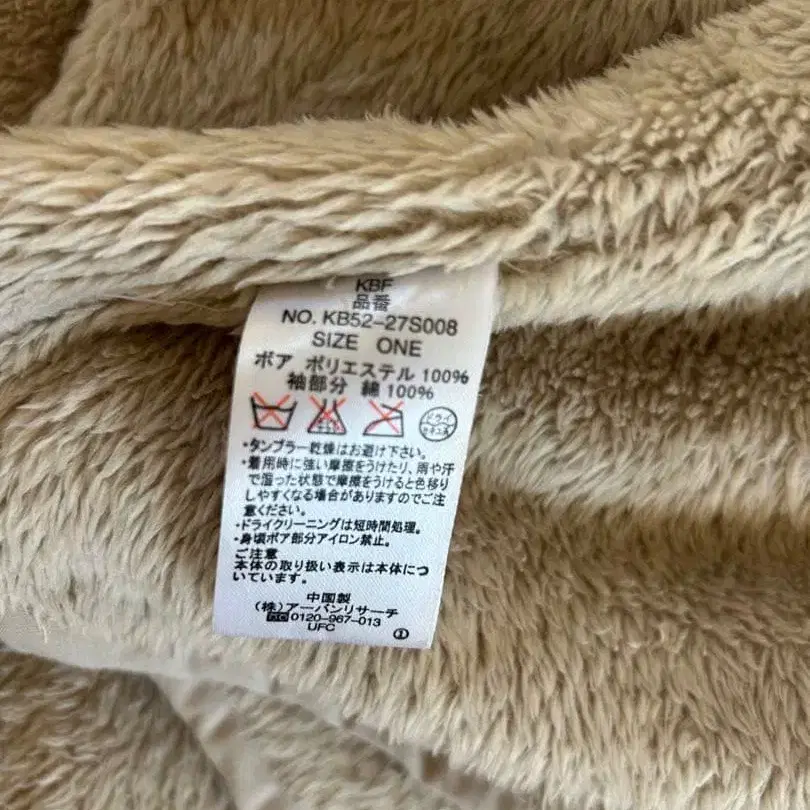 KBF
品番
NO. KB52-27S008
SIZE ONE
ボア ポリエステル 100%
袖部分 綿 100%
ドライ
セキユ系
・タンブラー乾燥はお避け下さい。
・着用時に強い摩擦をうけたり、雨や汗
で湿った状態で摩擦をうけると色移り
しやすくなる場合がありますのでご注
意ください。
・ドライクリーニングは短時間処理。
・身頃ボア部分アイロン禁止。
ご注意
本体の取り扱い表示は本体につ
いています。
中国製
(株)アーバンリサーチ
0120-967-013
UFC
①